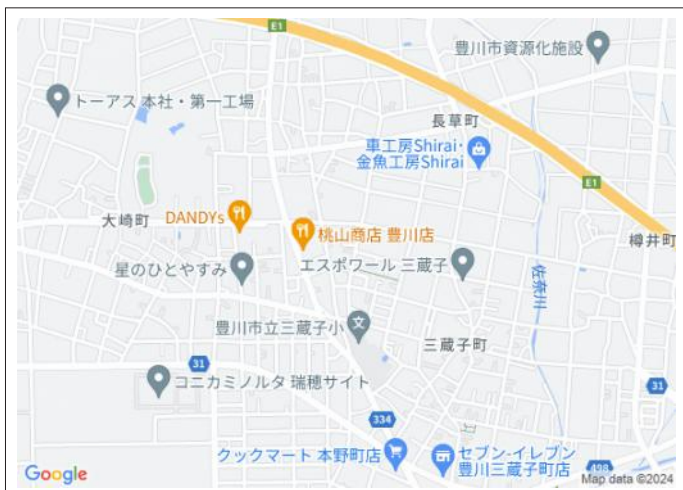 E1
豊川市資源化施設
トーアス 本社・第一工場
長草町
車工房Shirai・
金魚工房Shirai
E1
大崎町
DANDYs
桃山商店 豊川店
樽井町
エスポワール 三蔵子
星のひとやすみ
佐奈川
豊川市立三蔵子小
文
三蔵子町
31
コニカミノルタ 瑞穂サイト
31
334
クックマート 本野町店
セブン-イレブン
豊川三蔵子町店
498
Google
Map data ©2024